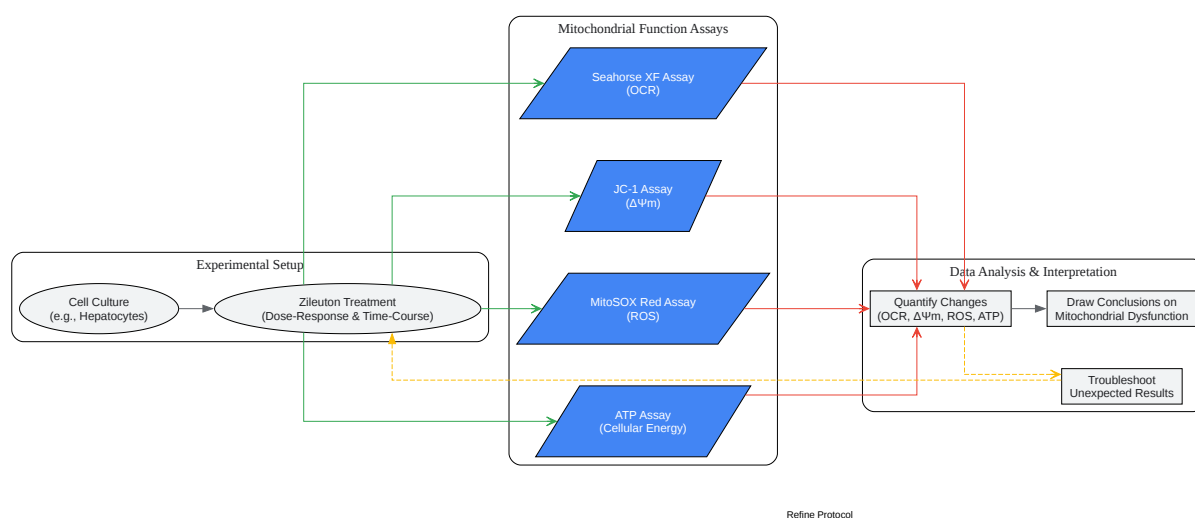 Mitochondrial Function Assays
Seahorse XF Assay
(OCR)
JC-1 Assay
(ΔΨm)
MitoSOX Red Assay
(ROS)
ATP Assay
(Cellular Energy)
Experimental Setup
Cell Culture
(e.g., Hepatocytes)
Zileuton Treatment
(Dose-Response & Time-Course)
Data Analysis & Interpretation
Quantify Changes
(OCR, ΔΨm, ROS, ATP)
Draw Conclusions on
Mitochondrial Dysfunction
Troubleshoot
Unexpected Results
Refine Protocol